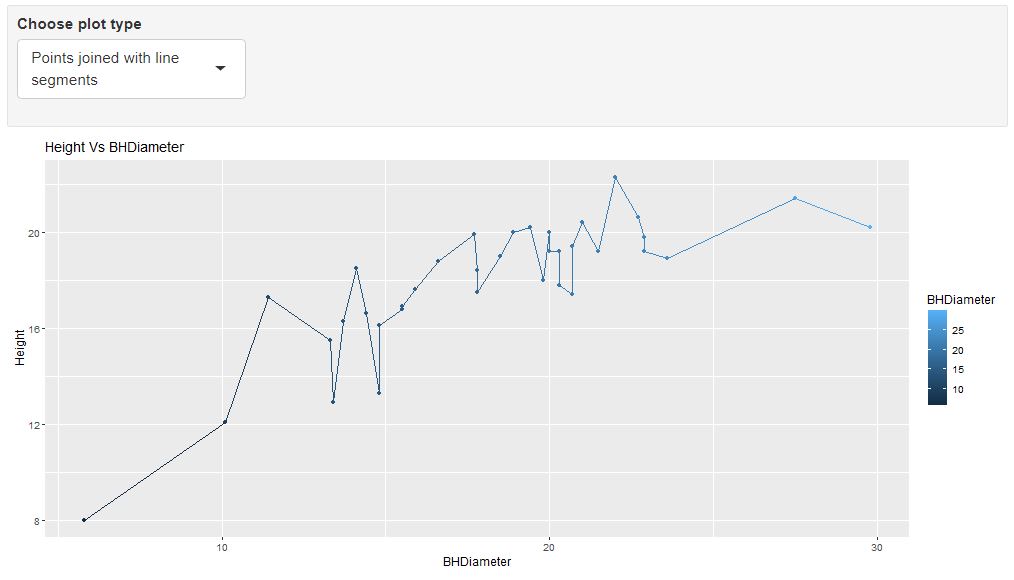 Choose plot type
Points joined with line
segments
Height Vs BHDiameter
20
16
12
8
Height
10
20
30
BHDiameter
BHDiameter
25
20
15
10